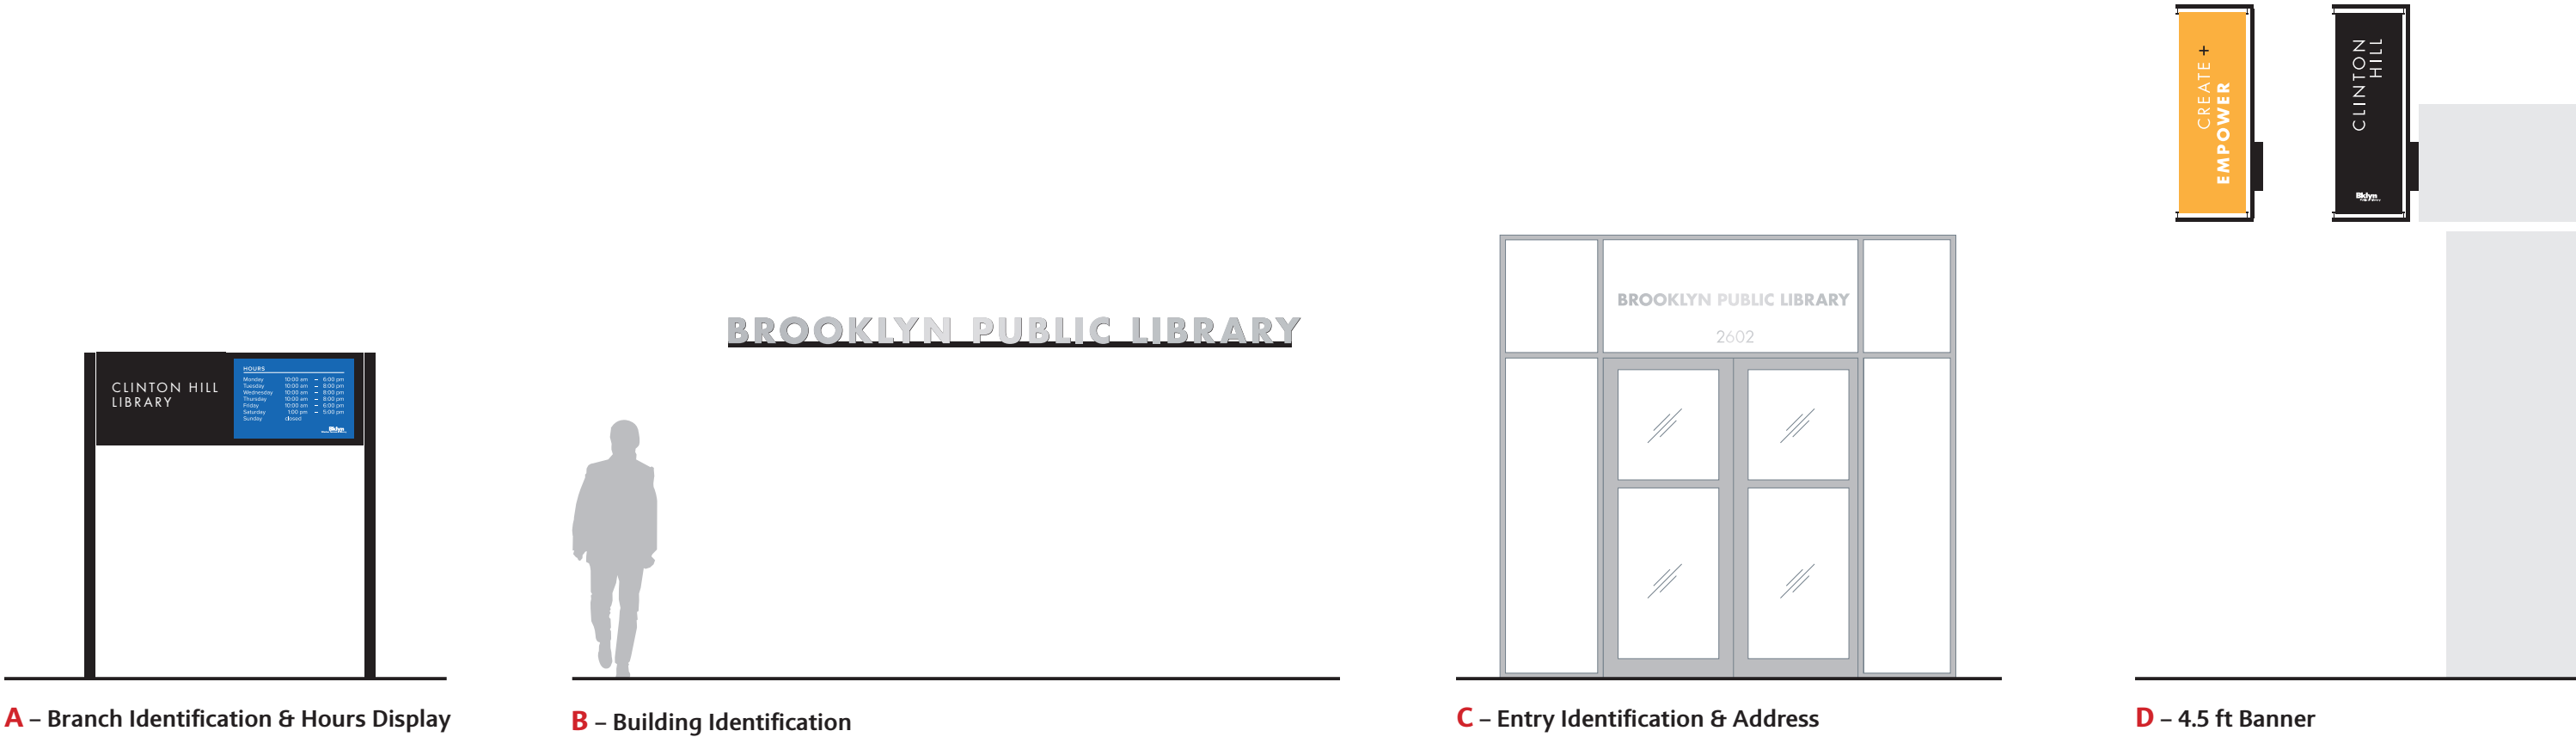 CLINTON HILL
LIBRARY
HOURS
Monday 10:00 am – 6:00 pm
Tuesday 10:00 am – 8:00 pm
Wednesday 10:00 am – 8:00 pm
Thursday 10:00 am – 8:00 pm
Friday 10:00 am – 6:00 pm
Saturday 1:00 pm – 5:00 pm
Sunday closed
Bklyn
A – Branch Identification & Hours Display
BROOKLYN PUBLIC LIBRARY
B – Building Identification
BROOKLYN PUBLIC LIBRARY
2602
C – Entry Identification & Address
CREATE +
EMPOWER
CLINTON
HILL
Bklyn
D – 4.5 ft Banner